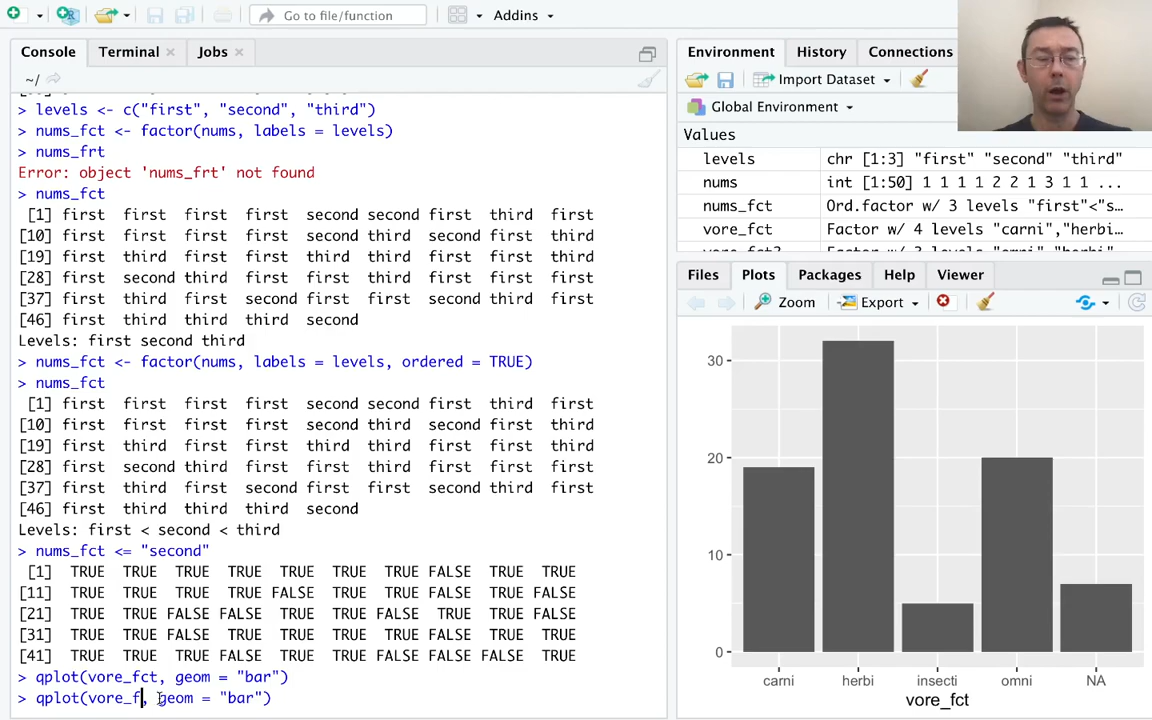 Go to file/function
Addins
Console
Terminal
Jobs
~/
> levels <- c("first", "second", "third")
> nums_fct <- factor(nums, labels = levels)
> nums_frt
Error: object 'nums_frt' not found
> nums_fct
[1] first first first first second second first third first
[10] first first first first second third second first third
[19] first third first first third third first third third
[28] first second third first first third first third first
[37] first third first second first first second third first
[46] first third third third second
Levels: first second third
> nums_fct <- factor(nums, labels = levels, ordered = TRUE)
> nums_fct
[1] first first first first second second first third first
[10] first first first first second third second first third
[19] first third first first third third first third third
[28] first second third first first third first third first
[37] first third first second first first second third first
[46] first third third third second
Levels: first < second < third
> nums_fct <= "second"
[1] TRUE TRUE TRUE TRUE TRUE TRUE TRUE FALSE TRUE TRUE
[11] TRUE TRUE TRUE TRUE FALSE TRUE TRUE FALSE TRUE FALSE
[21] TRUE TRUE FALSE FALSE TRUE TRUE FALSE TRUE TRUE FALSE
[31] TRUE TRUE FALSE TRUE TRUE TRUE TRUE FALSE TRUE TRUE
[41] TRUE TRUE TRUE FALSE TRUE TRUE FALSE FALSE FALSE TRUE
> qplot(vore_fct, geom = "bar")
> qplot(vore_f, geom = "bar")
Environment
History
Connections
Import Dataset
Global Environment
Values
levels chr [1:3] "first" "second" "third"
nums int [1:50] 1 1 1 1 2 2 1 3 1 1 ...
nums_fct Ord.factor w/ 3 levels "first"<"s…
vore_fct Factor w/ 4 levels "carni","herbi…
Files
Plots
Packages
Help
Viewer
Zoom
Export
30
20
10
0
carni herbi insecti omni NA
vore_fct